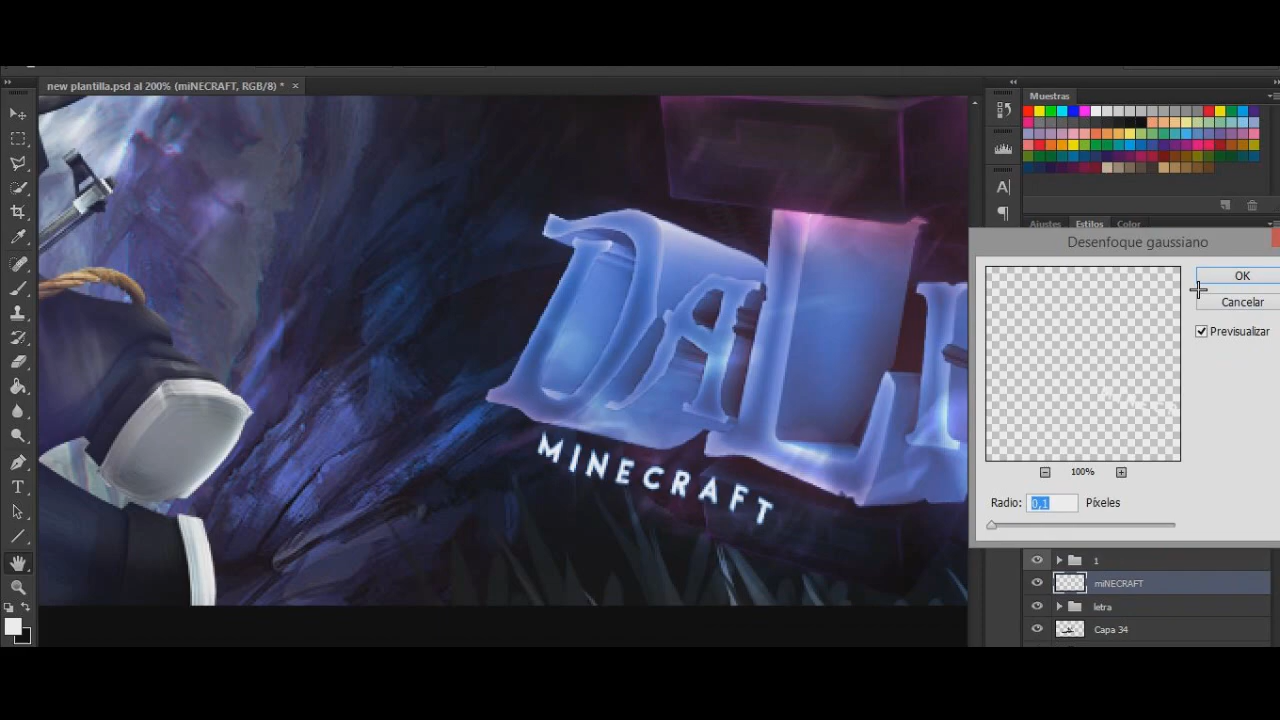 new plantilla.psd al 200% (miNECRAFT, RGB/8) * ×
Muestras
Ajustes Estilos Color
Desenfoque gaussiano
OK
Cancelar
Previsualizar
100%
Radio: 0,1 Píxeles
DAL
MINECRAFT
1
miNECRAFT
letra
Capa 34